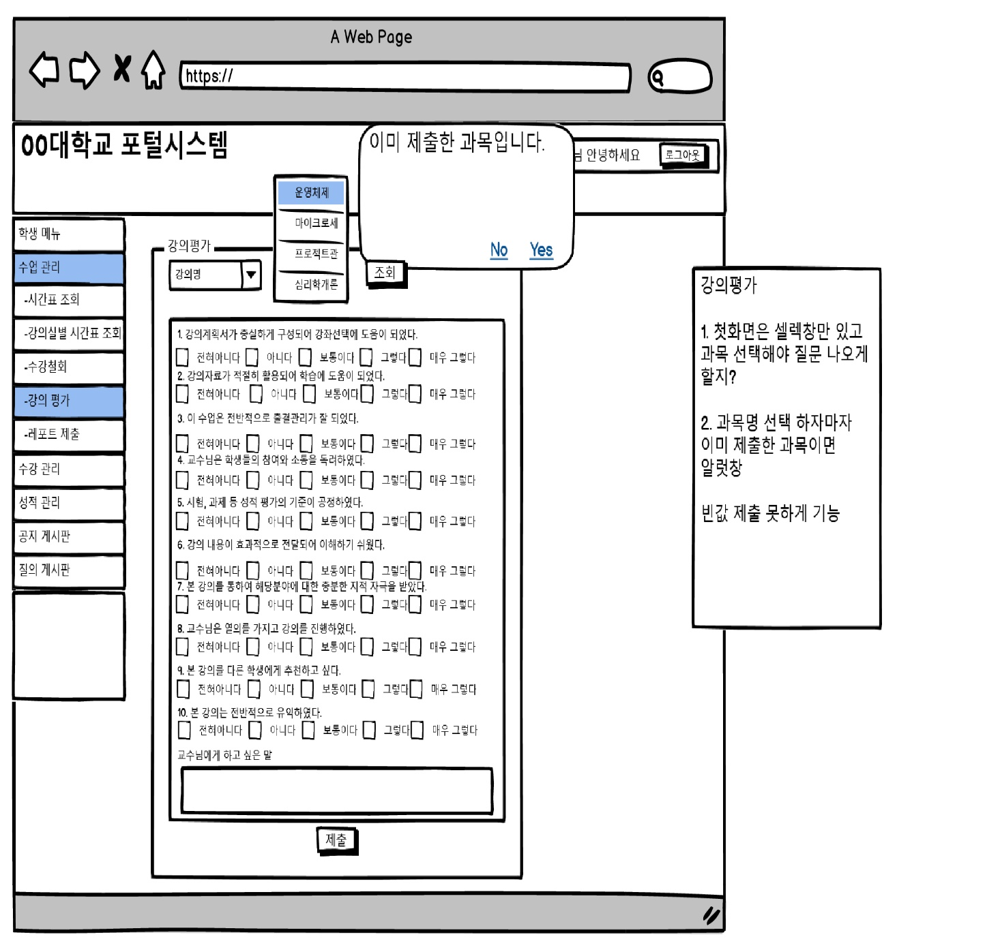 A Web Page
https://
00대학교 포털시스템
이미 제출한 과목입니다.
No Yes
님 안녕하세요
로그아웃
학생 메뉴
수업 관리
-시간표 조회
-강의실별 시간표 조회
-수강철회
-강의 평가
-레포트 제출
수강 관리
성적 관리
공지 게시판
질의 게시판
강의평가
강의명
운영체제
마이크로세
프로젝트관
심리학개론
조회
1. 강의계획서가 충실하게 구성되어 강좌선택에 도움이 되었다.
전혀아니다 아니다 보통이다 그렇다 매우 그렇다
2. 강의자료가 적절히 활용되어 학습에 도움이 되었다.
전혀아니다 아니다 보통이다 그렇다 매우 그렇다
3. 이 수업은 전반적으로 출결관리가 잘 되었다.
전혀아니다 아니다 보통이다 그렇다 매우 그렇다
4. 교수님은 학생들의 참여와 소통을 독려하였다.
전혀아니다 아니다 보통이다 그렇다 매우 그렇다
5. 시험, 과제 등 성적 평가의 기준이 공정하였다.
전혀아니다 아니다 보통이다 그렇다 매우 그렇다
6. 강의 내용이 효과적으로 전달되어 이해하기 쉬웠다.
전혀아니다 아니다 보통이다 그렇다 매우 그렇다
7. 본 강의를 통하여 해당분야에 대한 충분한 지적 자극을 받았다.
전혀아니다 아니다 보통이다 그렇다 매우 그렇다
8. 교수님은 열의를 가지고 강의를 진행하였다.
전혀아니다 아니다 보통이다 그렇다 매우 그렇다
9. 본 강의를 다른 학생에게 추천하고 싶다.
전혀아니다 아니다 보통이다 그렇다 매우 그렇다
10. 본 강의는 전반적으로 유익하였다.
전혀아니다 아니다 보통이다 그렇다 매우 그렇다
교수님에게 하고 싶은 말
제출
강의평가
1. 첫화면은 셀렉창만 있고
과목 선택해야 질문 나오게
할지?
2. 과목명 선택 하자마자
이미 제출한 과목이면
알럿창
빈값 제출 못하게 기능